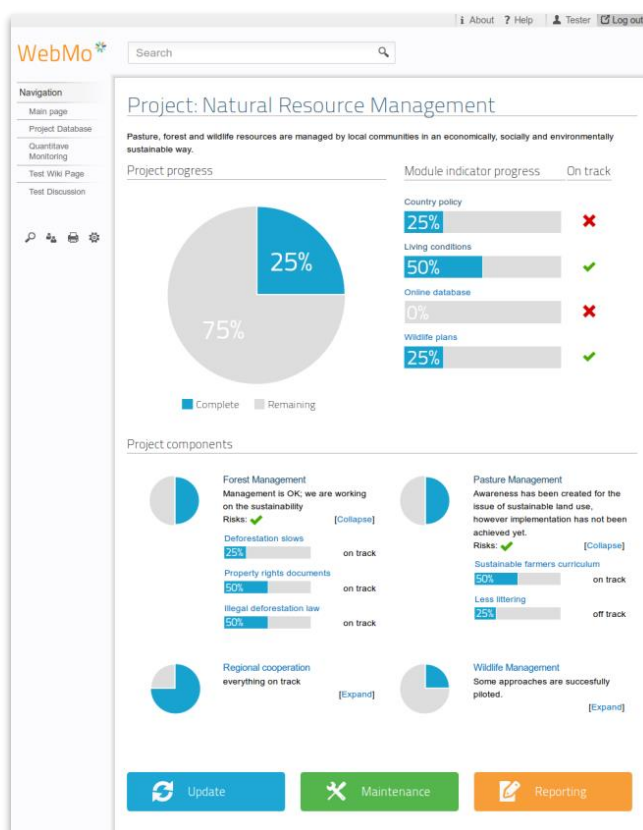 About
Help
Tester
Log out
WebMo
Search
Navigation
Main page
Project Database
Quantitave
Monitoring
Test Wiki Page
Test Discussion
Project: Natural Resource Management
Pasture, forest and wildlife resources are managed by local communities in an economically, socially and environmentally
sustainable way.
Project progress
25%
75%
Complete
Remaining
Module indicator progress
On track
Country policy
25%
Living conditions
50%
Online database
0%
Wildlife plans
25%
Project components
Forest Management
Management is OK; we are working
on the sustainability
Risks:
[Collapse]
Deforestation slows
25%
on track
Property rights documents
50%
on track
Illegal deforestation law
50%
on track
Pasture Management
Awareness has been created for the
issue of sustainable land use,
however implementation has not been
achieved yet.
Risks:
[Collapse]
Sustainable farmers curriculum
50%
on track
Less littering
25%
off track
Regional cooperation
everything on track
[Expand]
Wildlife Management
Some approaches are succesfully
piloted.
[Expand]
Update
Maintenance
Reporting